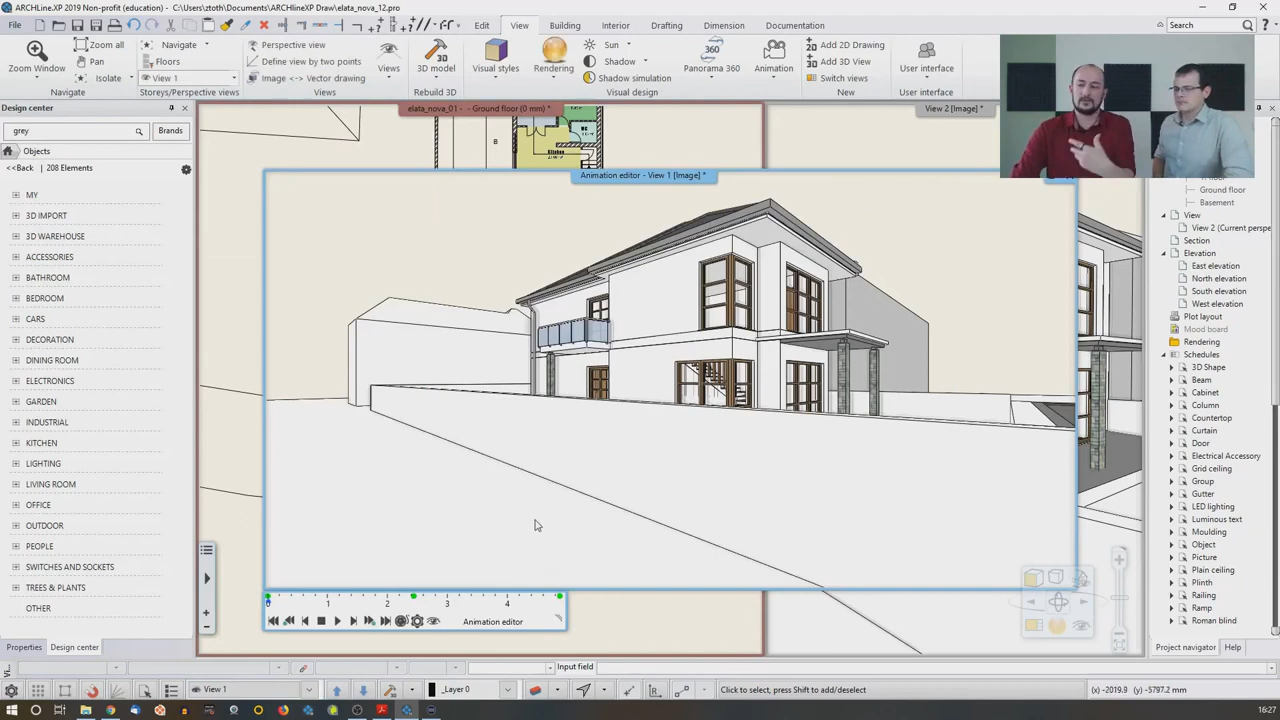 ARCHLine.XP 2019 Non-profit (education) - C:\Users\ztoth\Documents\ARCHlineXP Draw\elata_nova_12.pro
File
Edit
View
Building
Interior
Drafting
Dimension
Documentation
Search
Zoom Window
Zoom all
Pan
Isolate
Navigate
Navigate
Floors
View 1
Storeys/Perspective views
Perspective view
Define view by two points
Image <-> Vector drawing
Views
3D model
Rebuild 3D
Visual styles
Rendering
Sun
Shadow
Shadow simulation
Visual design
Panorama 360
Animation
Add 2D Drawing
Add 3D View
Switch views
New
User interface
User interface
Design center
grey
Brands
Objects
<<Back
208 Elements
MY
3D IMPORT
3D WAREHOUSE
ACCESSORIES
BATHROOM
BEDROOM
CARS
DECORATION
DINING ROOM
ELECTRONICS
GARDEN
INDUSTRIAL
KITCHEN
LIGHTING
LIVING ROOM
OFFICE
OUTDOOR
PEOPLE
SWITCHES AND SOCKETS
TREES & PLANTS
OTHER
Properties
Design center
elata_nova_01 - - Ground floor (0 mm) *
View 2 [Image] *
Animation editor - View 1 [Image] *
0 1 2 3 4
Animation editor
Ground floor
Basement
View
View 2 (Current perspe
Section
Elevation
East elevation
North elevation
South elevation
West elevation
Plot layout
Mood board
Rendering
Schedules
3D Shape
Beam
Cabinet
Column
Countertop
Curtain
Door
Electrical Accessory
Grid ceiling
Group
Gutter
LED lighting
Luminous text
Moulding
Object
Picture
Plain ceiling
Plinth
Railing
Ramp
Roman blind
Project navigator
Help
Input field
View 1
_Layer 0
Click to select, press Shift to add/deselect
(x) -2019.9 (y) -5797.2 mm
16:27